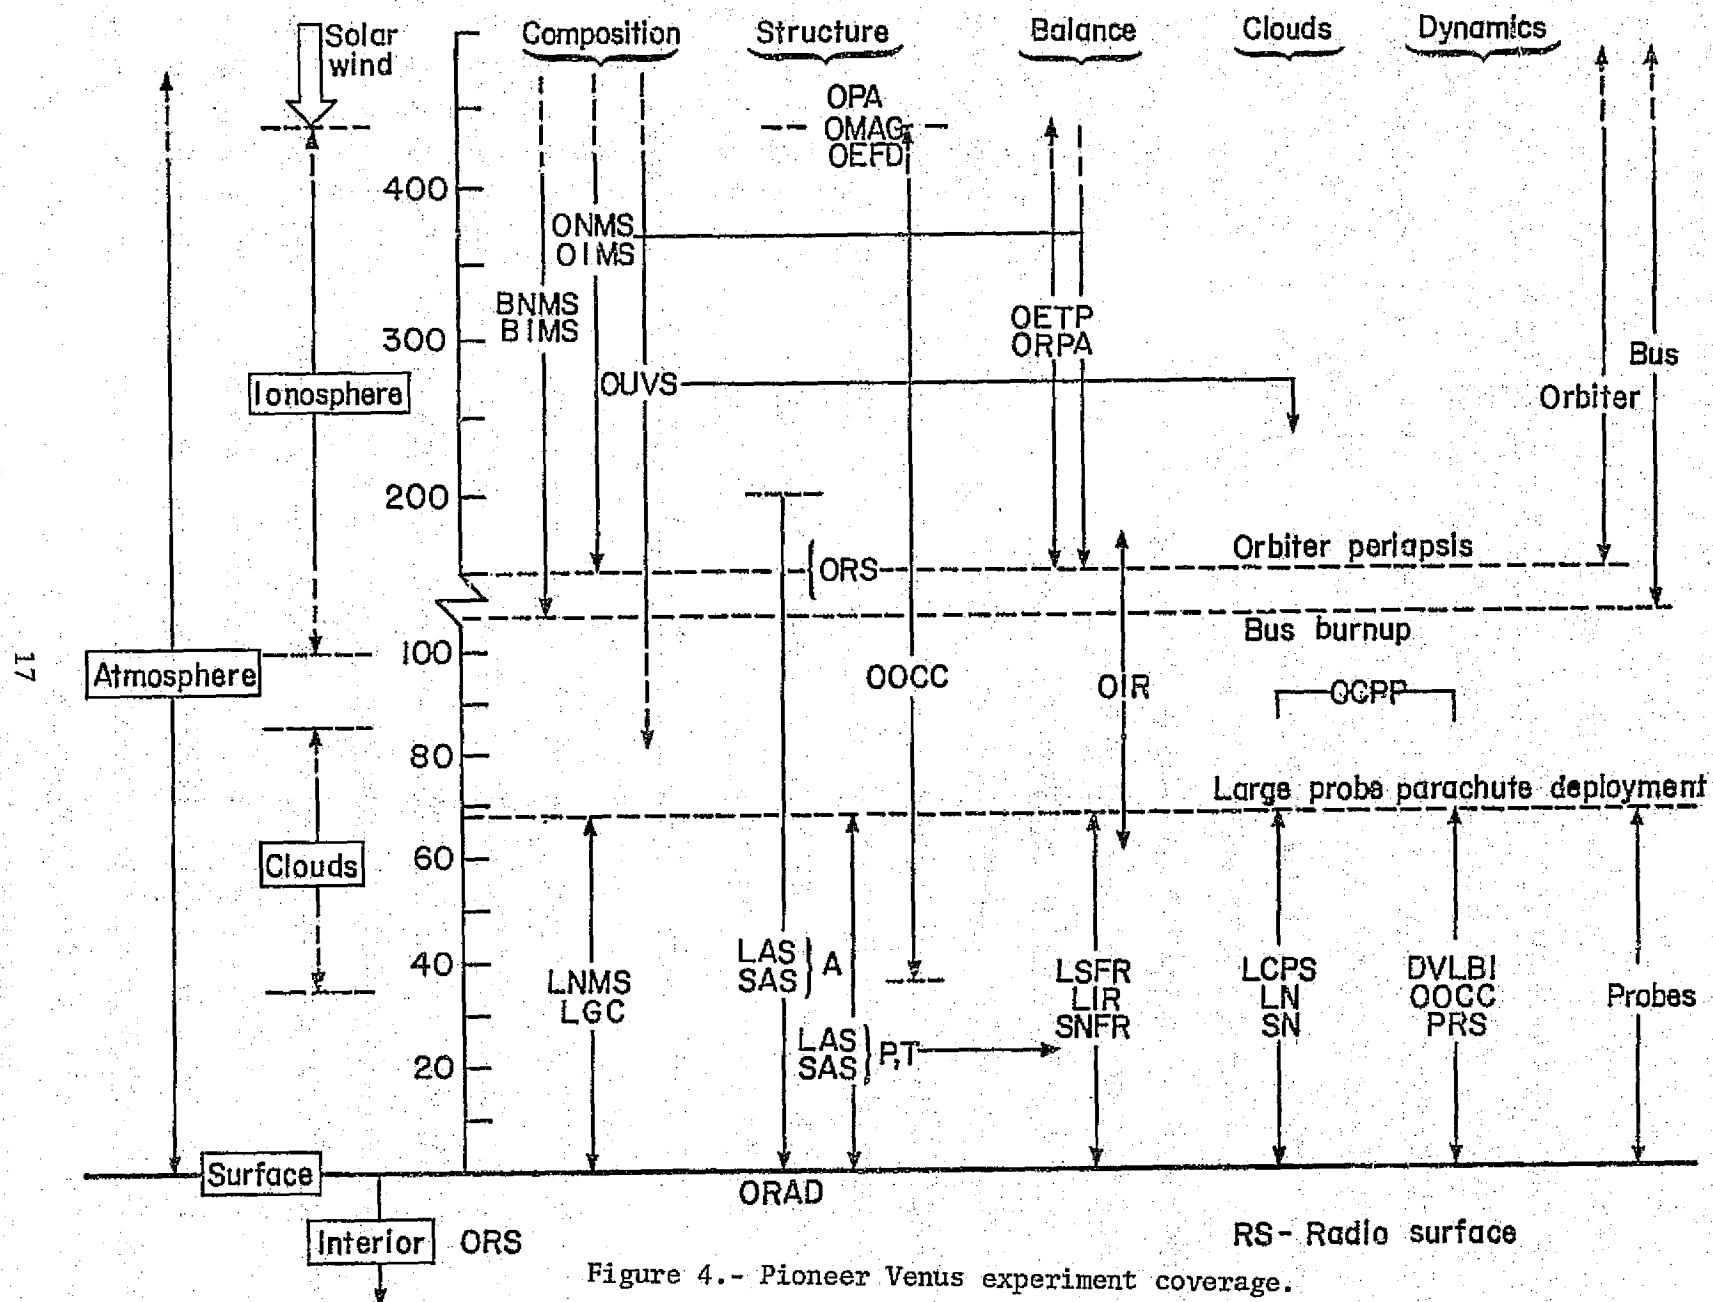 Solar
wind
Composition
Structure
Balance
Clouds
Dynamics
OPA
OMAG
OEFD
400
ONMS
OIMS
BNMS
BIMS
300
OETP
ORPA
Bus
OUVS
Ionosphere
Orbiter
200
Orbiter periapsis
ORS
Bus burnup
100
Atmosphere
OOCC
OIR
OCPP
80
Large probe parachute deployment
60
Clouds
40
LAS
SAS
A
LNMS
LGC
LSFR
LIR
SNFR
LCPS
LN
SN
DVLBI
OOCC
PRS
Probes
LAS
SAS
P,T
20
Surface
ORAD
Interior
ORS
RS- Radio surface
Figure 4.- Pioneer Venus experiment coverage.
17